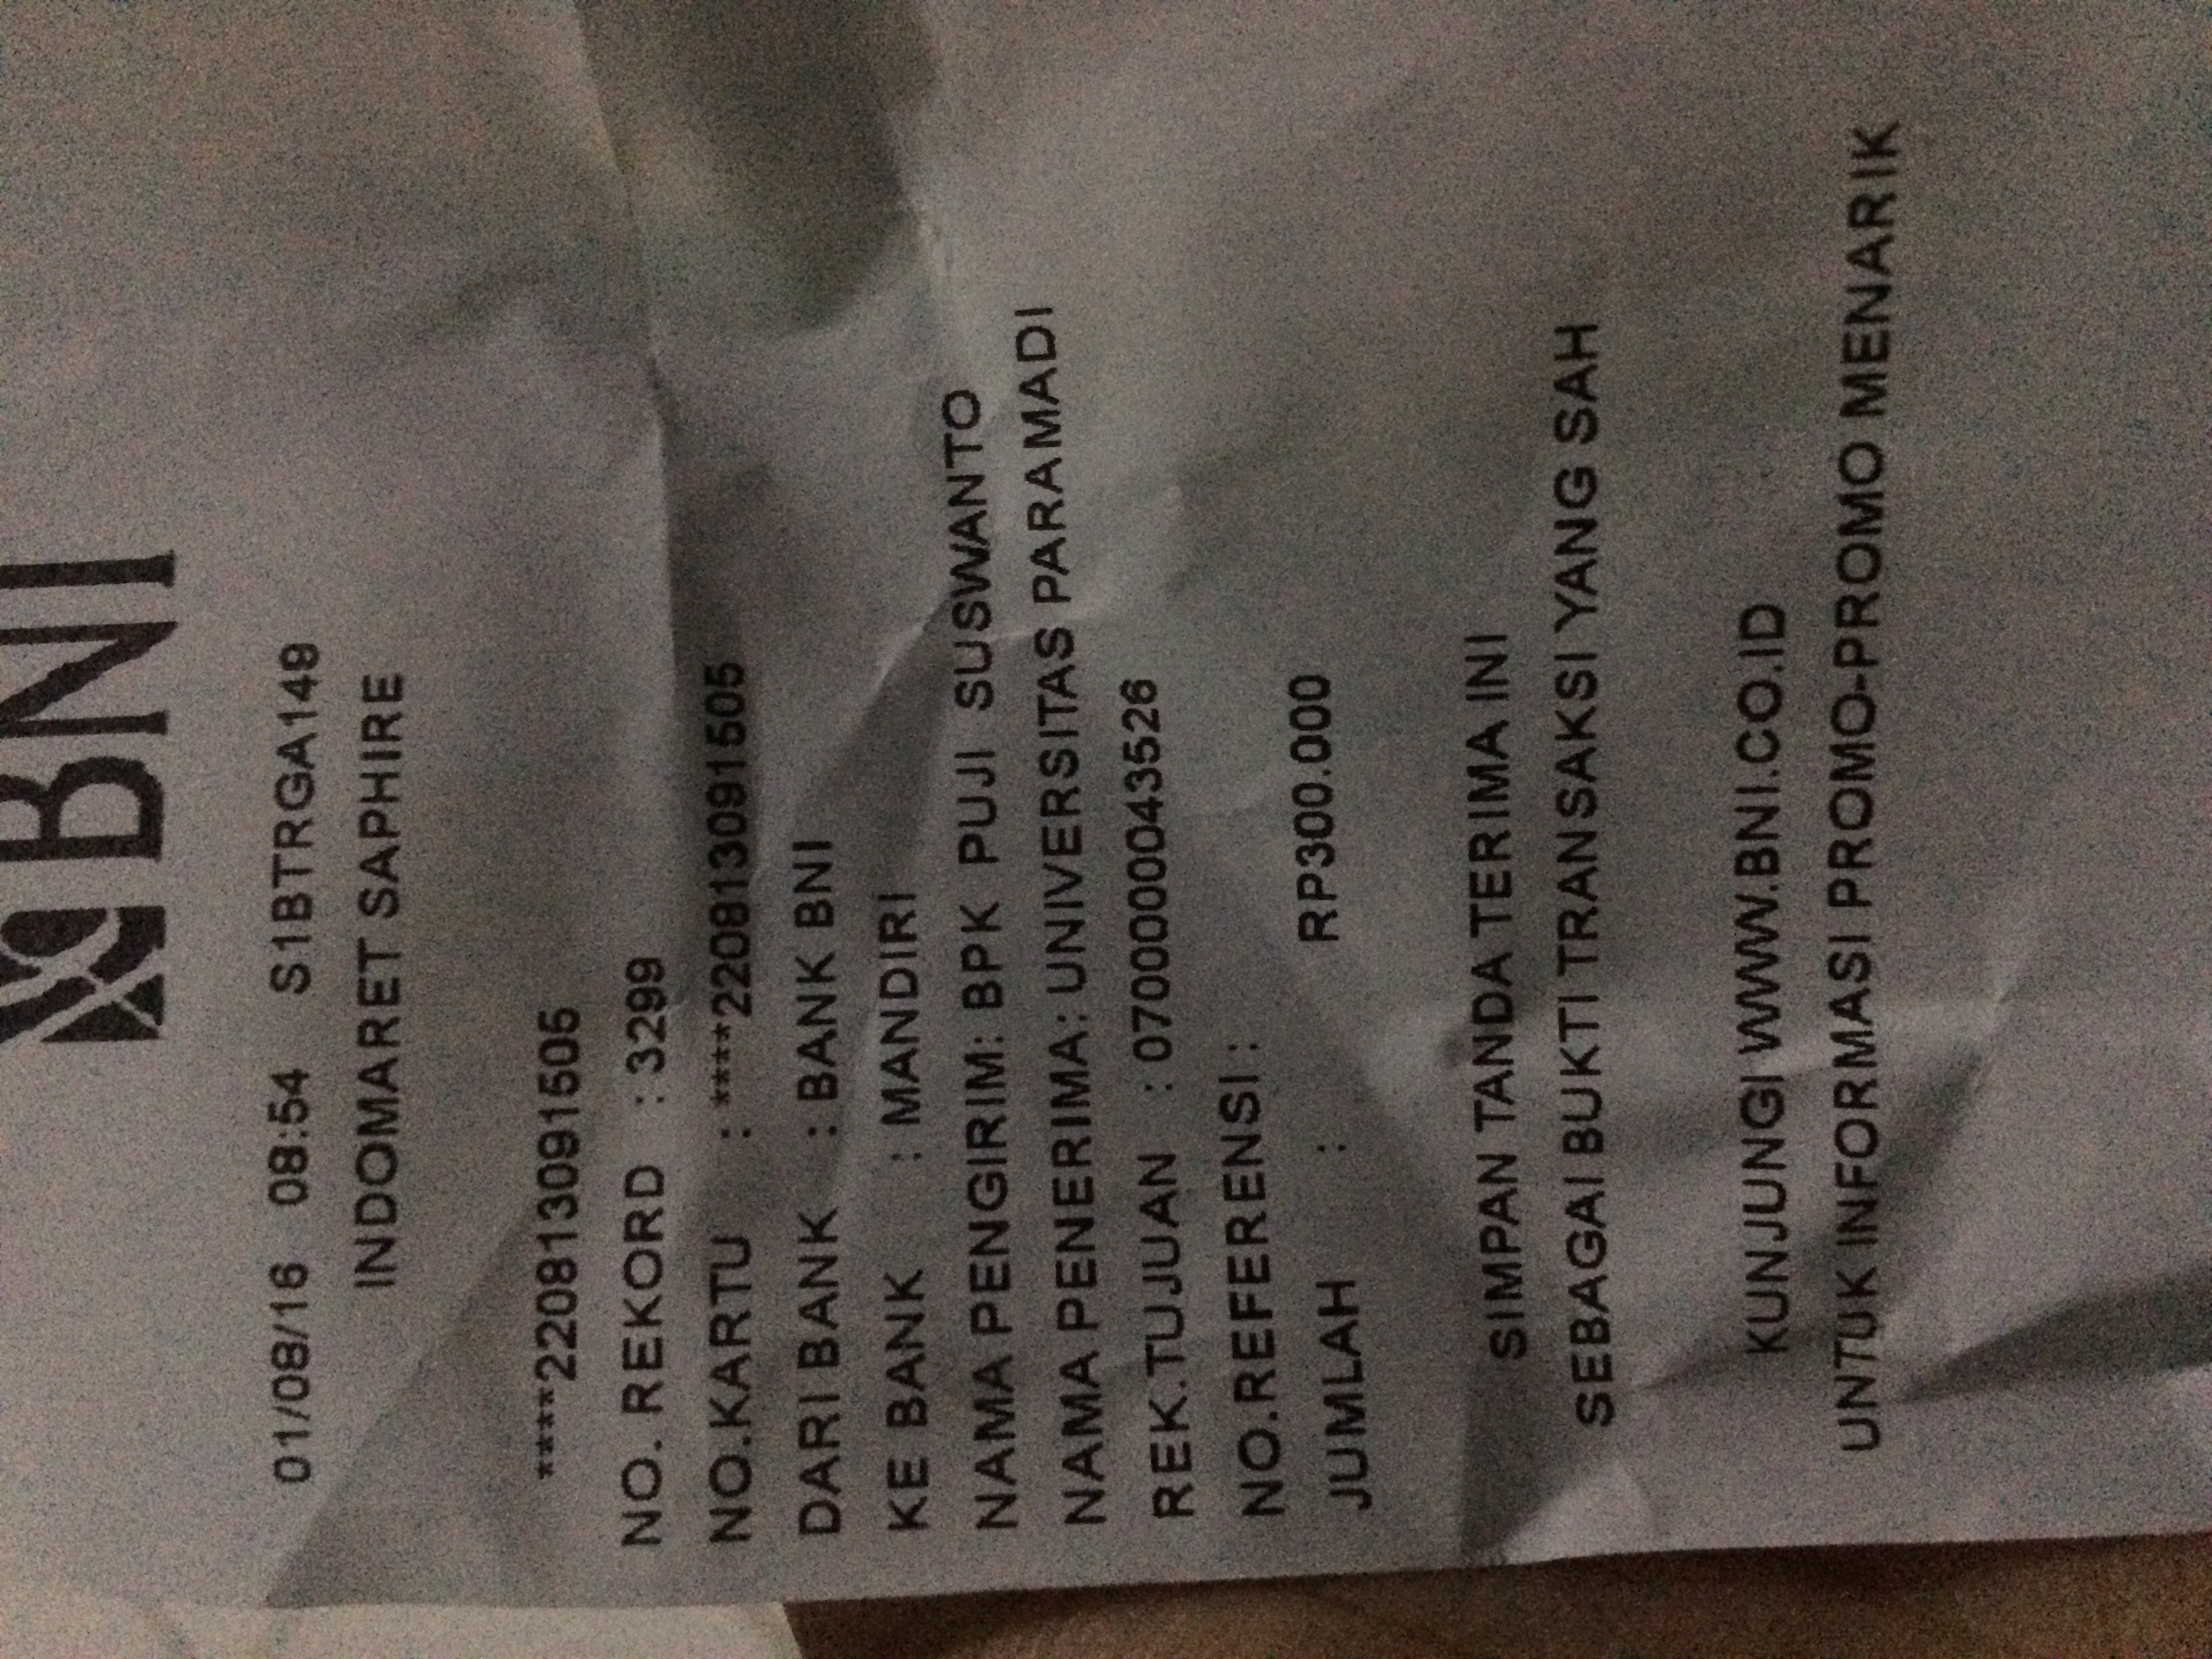 BNI
01/08/16 08:54 S1BTRGA149
INDOMARET SAPHIRE
****220813091505
NO. REKORD : 3299
NO.KARTU : ****220813091505
DARI BANK : BANK BNI
KE BANK : MANDIRI
NAMA PENGIRIM: BPK PUJI SUSWANTO
NAMA PENERIMA: UNIVERSITAS PARAMADI
REK.TUJUAN : 0700000043526
NO.REFERENSI :
JUMLAH : RP300.000
SIMPAN TANDA TERIMA INI
SEBAGAI BUKTI TRANSAKSI YANG SAH
KUNJUNGI WWW.BNI.CO.ID
UNTUK INFORMASI PROMO-PROMO MENARIK